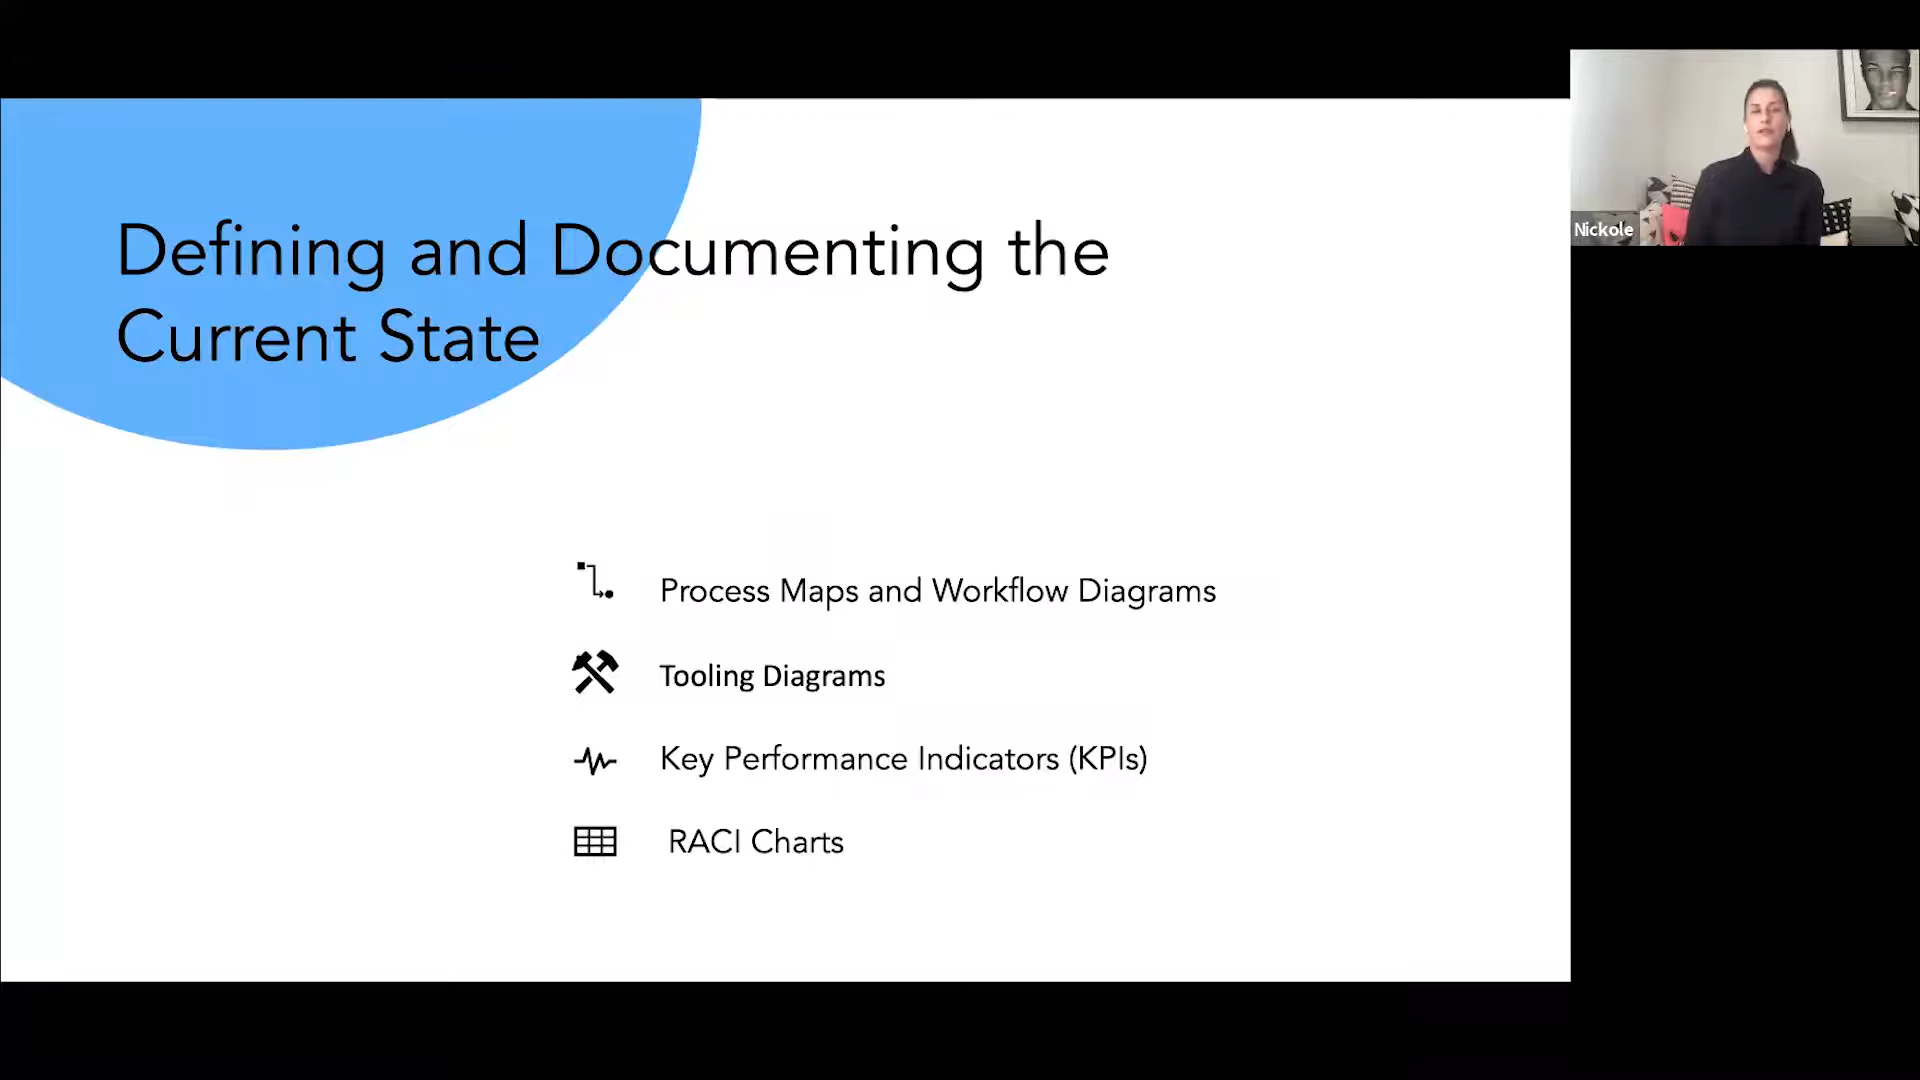 Defining and Documenting the
Current State
Nickole
Process Maps and Workflow Diagrams
Tooling Diagrams
Key Performance Indicators (KPIs)
RACI Charts